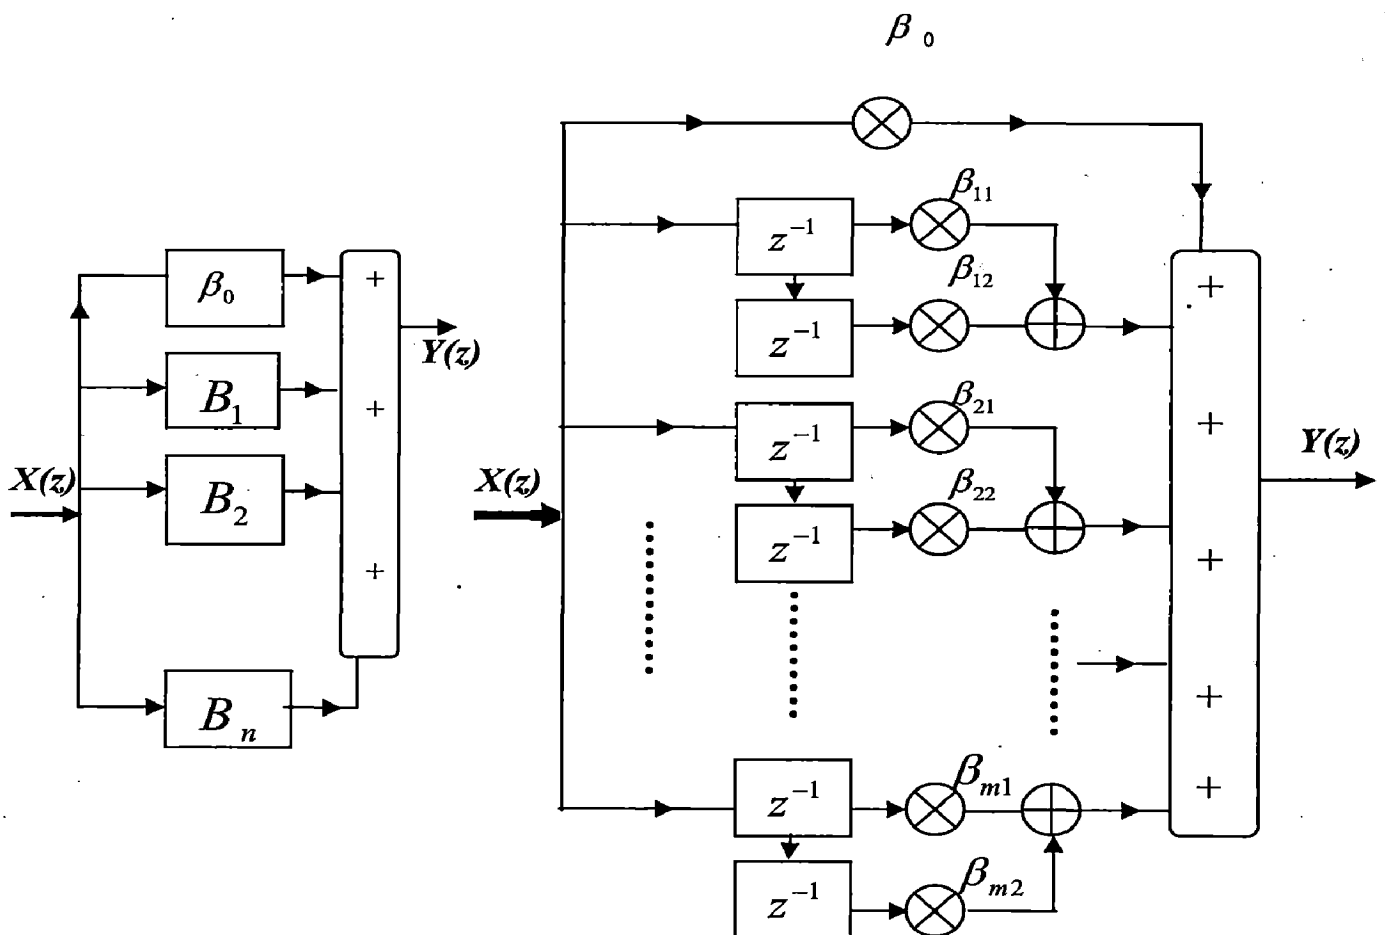 β₀
β₀
B₁
B₂
Bₙ
+
+
+
X(z)
Y(z)
X(z)
z⁻¹
β₁₁
z⁻¹
β₁₂
z⁻¹
β₂₁
z⁻¹
β₂₂
z⁻¹
βₘ₁
z⁻¹
βₘ₂
+
+
+
+
+
Y(z)